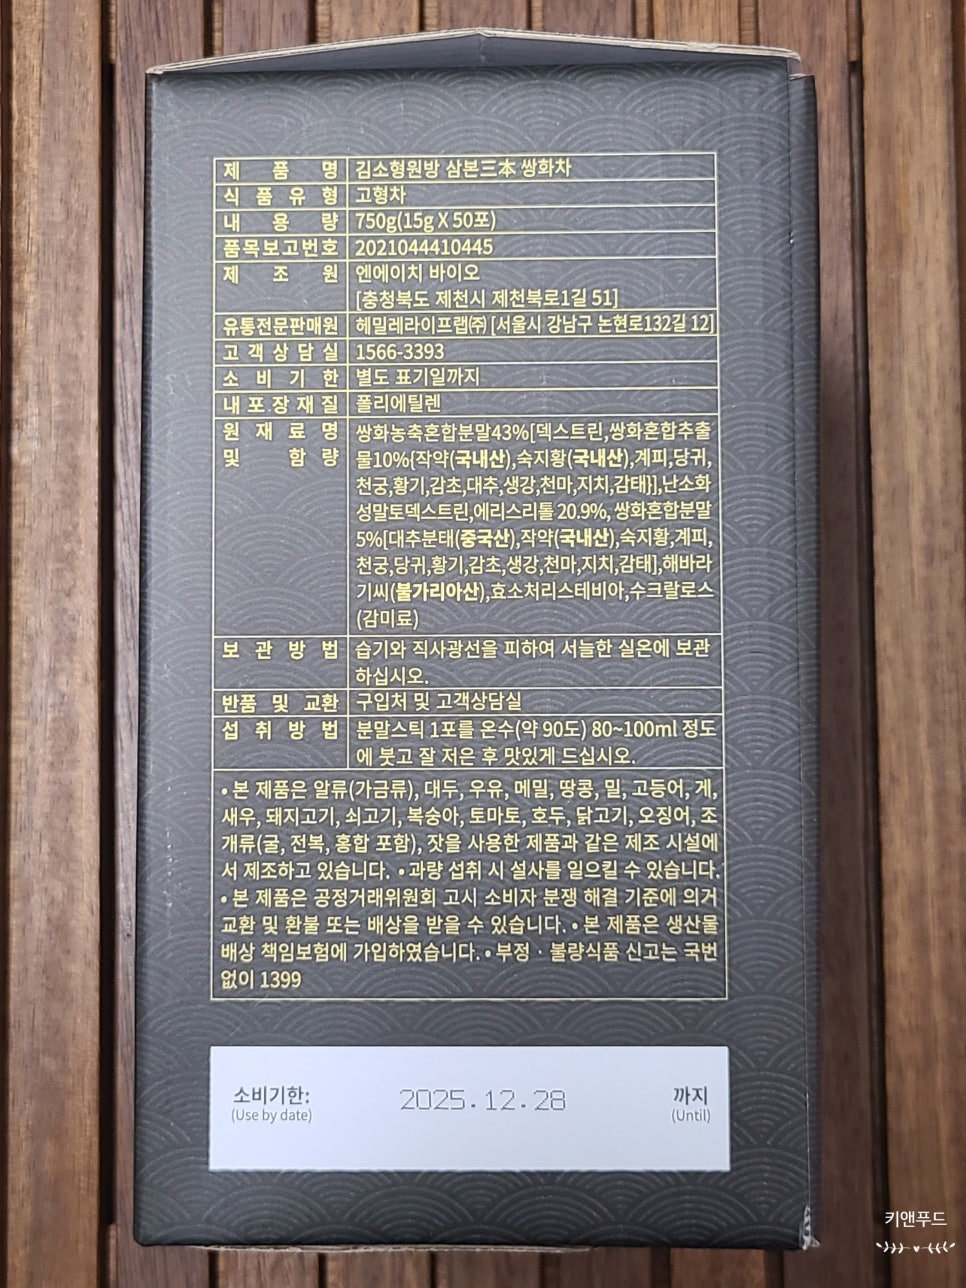 제품명 김소형원방 삼본三本 쌍화차
식품유형 고형차
내용량 750g(15g X 50포)
품목보고번호 2021044410445
제조원 엔에이치 바이오
[충청북도 제천시 제천북로1길 51]
유통전문판매원 헤밀레라이프랩㈜ [서울시 강남구 논현로132길 12]
고객상담실 1566-3393
소비기한 별도 표기일까지
내포장재질 폴리에틸렌
원재료명 쌍화농축혼합분말43%[덱스트린,쌍화혼합추출
및 함량 물10%{작약(국내산),숙지황(국내산),계피,당귀,
천궁,황기,감초,대추,생강,천마,지치,감태}],난소화
성말토덱스트린,에리스리톨 20.9%, 쌍화혼합분말
5%[대추분태(중국산),작약(국내산),숙지황,계피,
천궁,당귀,황기,감초,생강,천마,지치,감태],해바라
기씨(불가리아산),효소처리스테비아,수크랄로스
(감미료)
보관방법 습기와 직사광선을 피하여 서늘한 실온에 보관
하십시오.
반품 및 교환 구입처 및 고객상담실
섭취방법 분말스틱 1포를 온수(약 90도) 80~100ml 정도
에 붓고 잘 저은 후 맛있게 드십시오.
• 본 제품은 알류(가금류), 대두, 우유, 메밀, 땅콩, 밀, 고등어, 게,
새우, 돼지고기, 쇠고기, 복숭아, 토마토, 호두, 닭고기, 오징어, 조
개류(굴, 전복, 홍합 포함), 잣을 사용한 제품과 같은 제조 시설에
서 제조하고 있습니다. • 과량 섭취 시 설사를 일으킬 수 있습니다.
• 본 제품은 공정거래위원회 고시 소비자 분쟁 해결 기준에 의거
교환 및 환불 또는 배상을 받을 수 있습니다. • 본 제품은 생산물
배상 책임보험에 가입하였습니다. • 부정 · 불량식품 신고는 국번
없이 1399
소비기한: 2025.12.28 까지
(Use by date) (Until)
키앤푸드